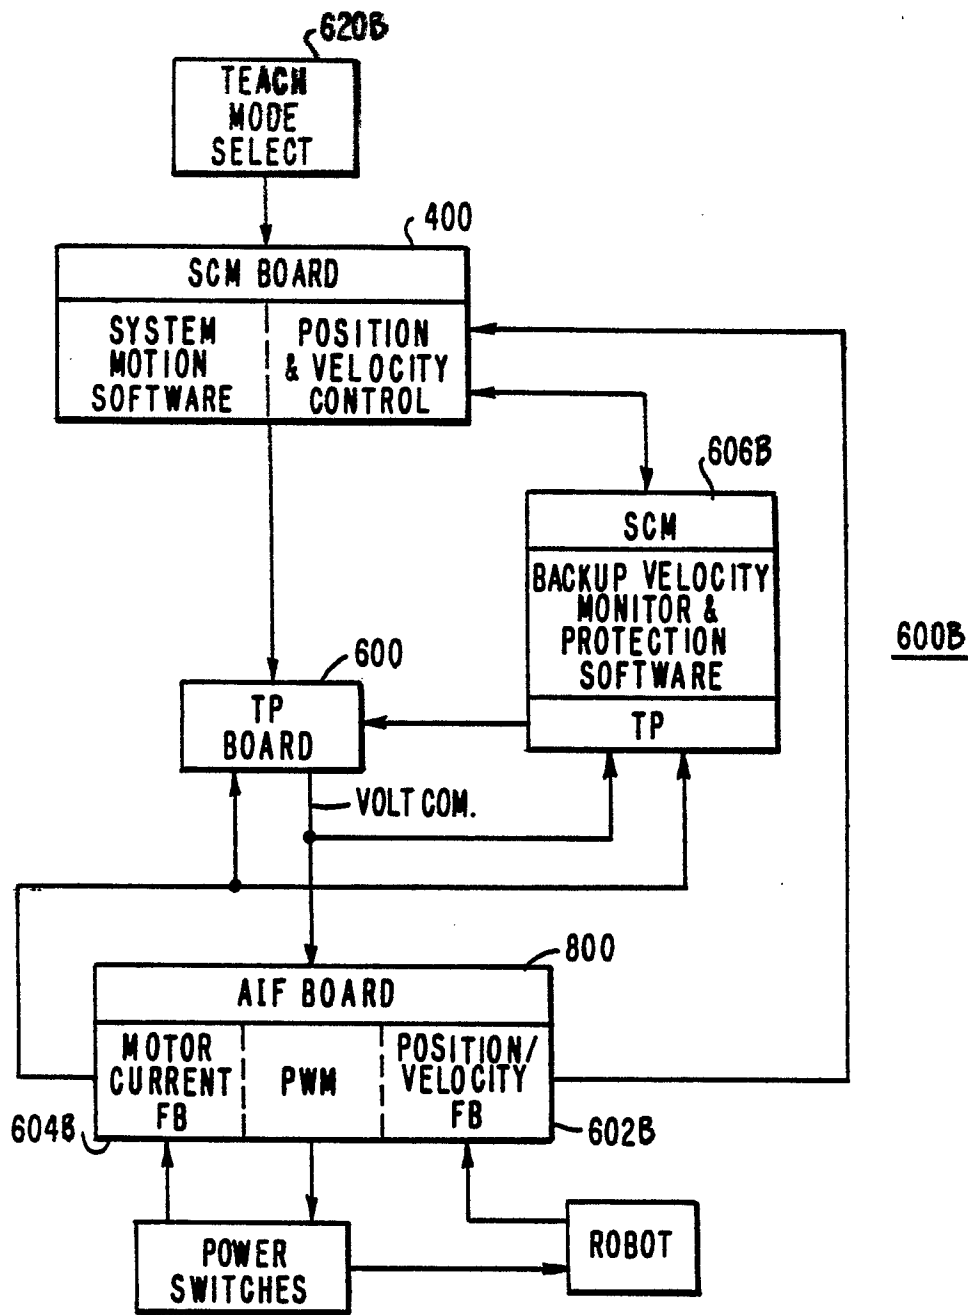 620B
TEACH
MODE
SELECT
400
SCM BOARD
SYSTEM
MOTION
SOFTWARE
POSITION
& VELOCITY
CONTROL
606B
SCM
BACKUP VELOCITY
MONITOR &
PROTECTION
SOFTWARE
TP
600B
600
TP
BOARD
VOLT COM.
800
AIF BOARD
MOTOR
CURRENT
FB
PWM
POSITION/
VELOCITY
FB
604B
602B
POWER
SWITCHES
ROBOT